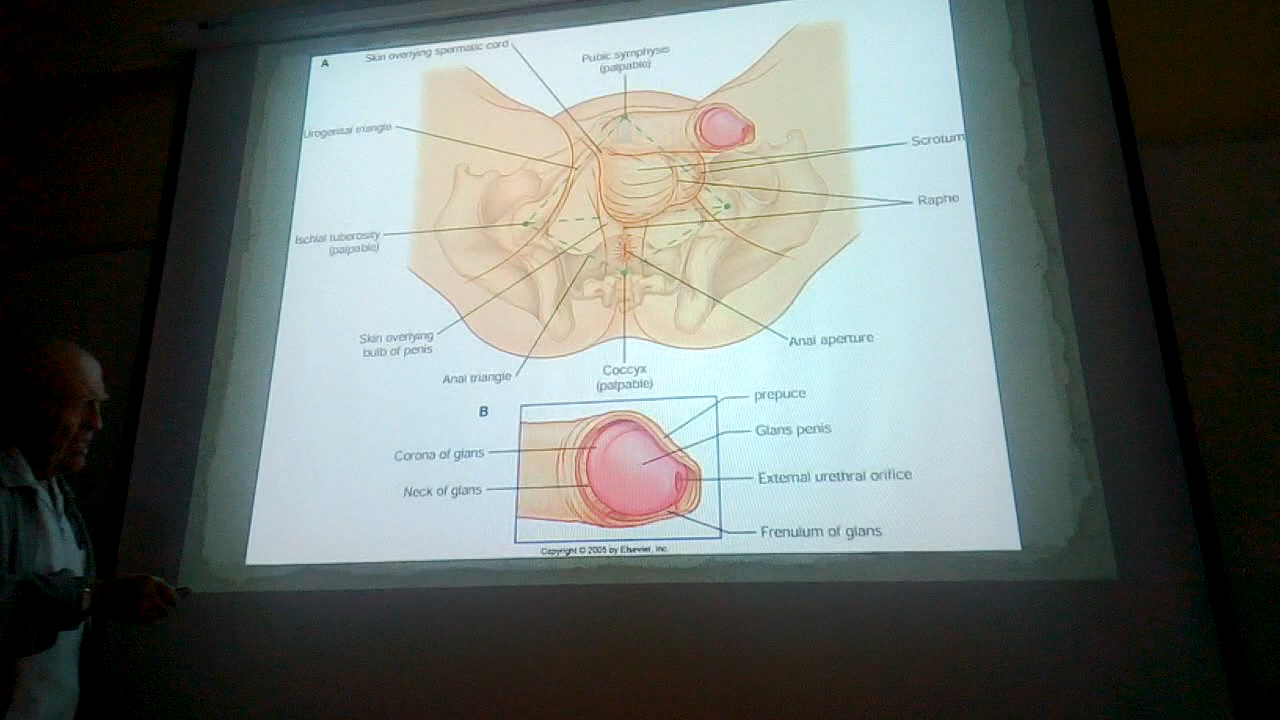 A
Skin overlying spermatic cord
Pubic symphysis
(palpable)
Urogenital triangle
Scrotum
Raphe
Ischial tuberosity
(palpable)
Skin overlying
bulb of penis
Anal triangle
Coccyx
(palpable)
Anal aperture
B
prepuce
Glans penis
Corona of glans
External urethral orifice
Neck of glans
Frenulum of glans
Copyright © 2005 by Elsevier, Inc.